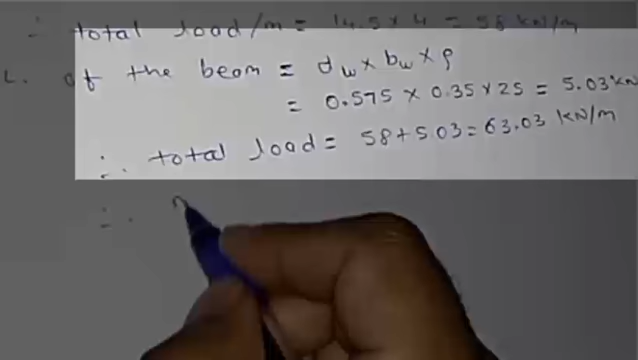 ∴ total load/m = 14.5 × 4 = 58 kN/m
L. of the beam = dw × bw × ρ
= 0.575 × 0.35 × 25 = 5.03 kN
∴ total load = 58 + 5 03 = 63.03 kN/m
∴